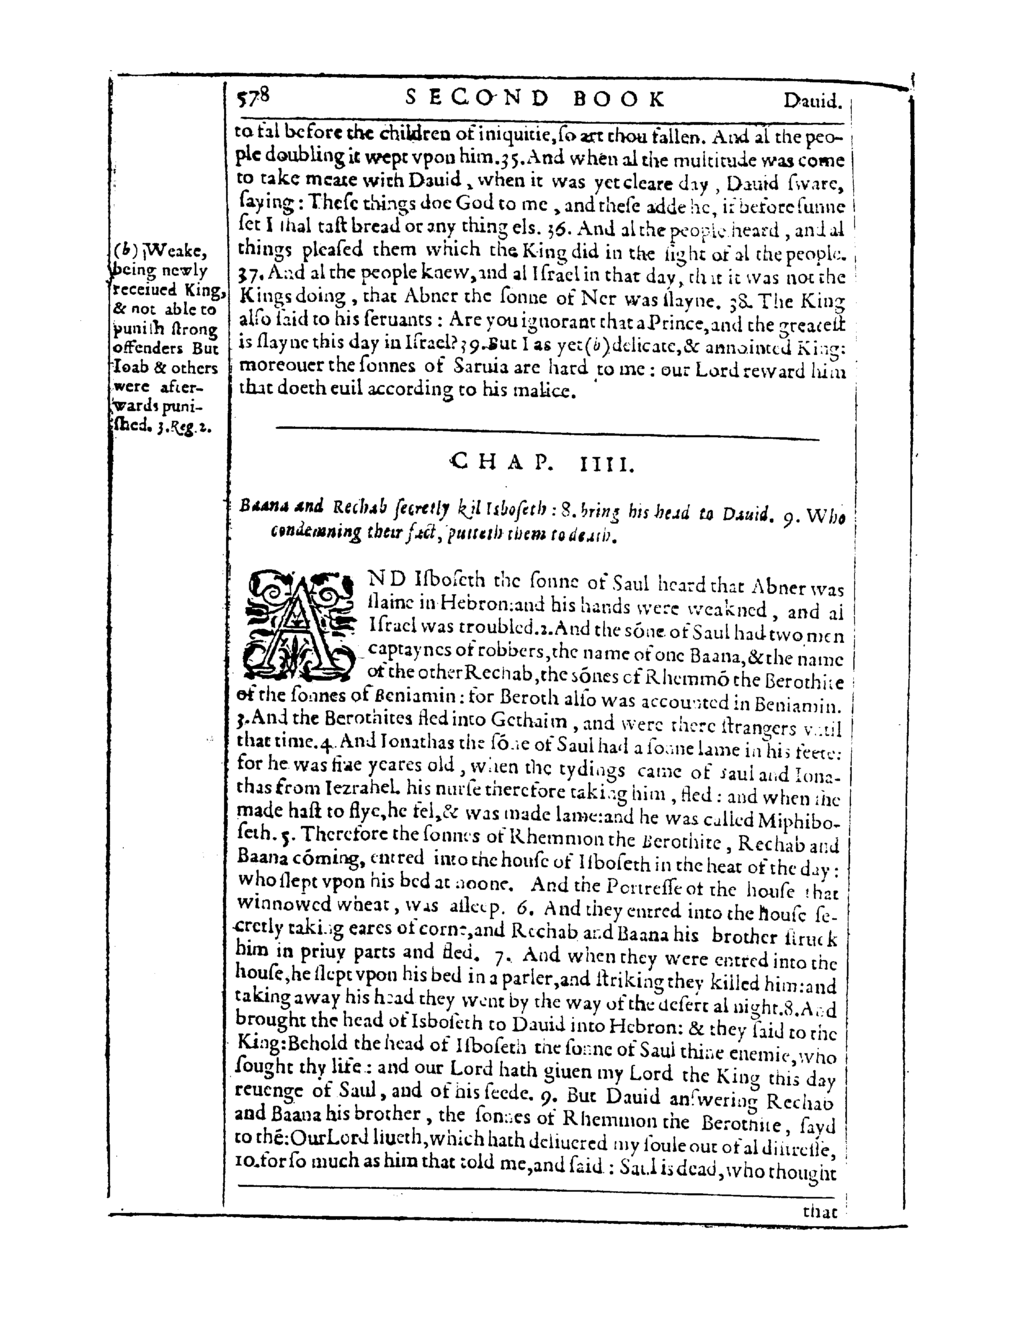 578 SECOND BOOK Dauid.
to fal before the children of iniquitie, ſo art thou fallen. And al the peo-
ple doubling it wept vpon him. 35. And when al the multitude was come
to take meate with Dauid, when it was yet cleare day, Dauid ſware,
ſaying: Theſe things doe God to me, and theſe adde he, if before ſunne
ſet I ſhal taſt bread or any thing els. 36. And al the people heard, and al
things pleaſed them which the King did in the ſight of al the people.
37. And al the people knew, and al Iſrael in that day, that it was not the
Kings doing, that Abner the ſonne of Ner was ſlayne. 38. The King
alſo ſaid to his ſeruants: Are you ignorant that a Prince, and the greateſt
is ſlayne this day in Iſrael? 39. But I as yet (b) delicate, & annointed King:
moreouer the ſonnes of Saruia are hard to me: our Lord reward him
that doeth euil according to his malice.
(b) Weake,
being newly
receiued King,
& not able to
puniſh ſtrong
offenders But
Ioab & others
were after-
wards puni-
ſhed. 3. Reg. 2.
CHAP. IIII.
Baana and Rechab ſecretly kil Isboſeth: 8. bring his head to Dauid. 9. Who
condemning their fact, putteth them to death.
AND Iſboſeth the ſonne of Saul heard that Abner was
ſlaine in Hebron: and his hands were weakned, and al
Iſrael was troubled. 2. And the sōne of Saul had two men
captaynes of robbers, the name of one Baana, & the name
of the other Rechab, the sōnes of Rhemmō the Berothite
of the ſonnes of Beniamin: for Beroth alſo was accounted in Beniamin.
3. And the Berothites fled into Gethaim, and were there ſtrangers vntil
that time. 4. And Ionathas the ſōne of Saul had a ſonne lame in his feete:
for he was fiue yeares old, when the tydings came of Saul and Iona-
thas from Iezrahel. his nurſe therefore taking him, fled: and when ſhe
made haſt to flye, he fel, & was made lame: and he was called Miphibo-
ſeth. 5. Therefore the ſonnes of Rhemmon the Berothite, Rechab and
Baana cōming, entred into the houſe of Iſboſeth in the heat of the day:
who ſlept vpon his bed at noone. And the Portreſſe of the houſe that
winnowed wheat, was aſleep. 6. And they entred into the houſe ſe-
cretly taking eares of corne, and Rechab and Baana his brother ſtruck
him in priuy parts and fled. 7. And when they were entred into the
houſe, he ſlept vpon his bed in a parler, and ſtriking they killed him: and
taking away his head they went by the way of the deſert al night. 8. And
brought the head of Isboſeth to Dauid into Hebron: & they ſaid to the
King: Behold the head of Iſboſeth the ſonne of Saul thine enemie, who
ſought thy life: and our Lord hath giuen my Lord the King this day
reuenge of Saul, and of his ſeede. 9. But Dauid anſwering Rechab
and Baana his brother, the ſonnes of Rhemmon the Berothite, ſayd
to thē: Our Lord liueth, which hath deliuered my ſoule out of al diſtreſſe,
10. for ſo much as him that told me, and ſaid: Saul is dead, who thought
that